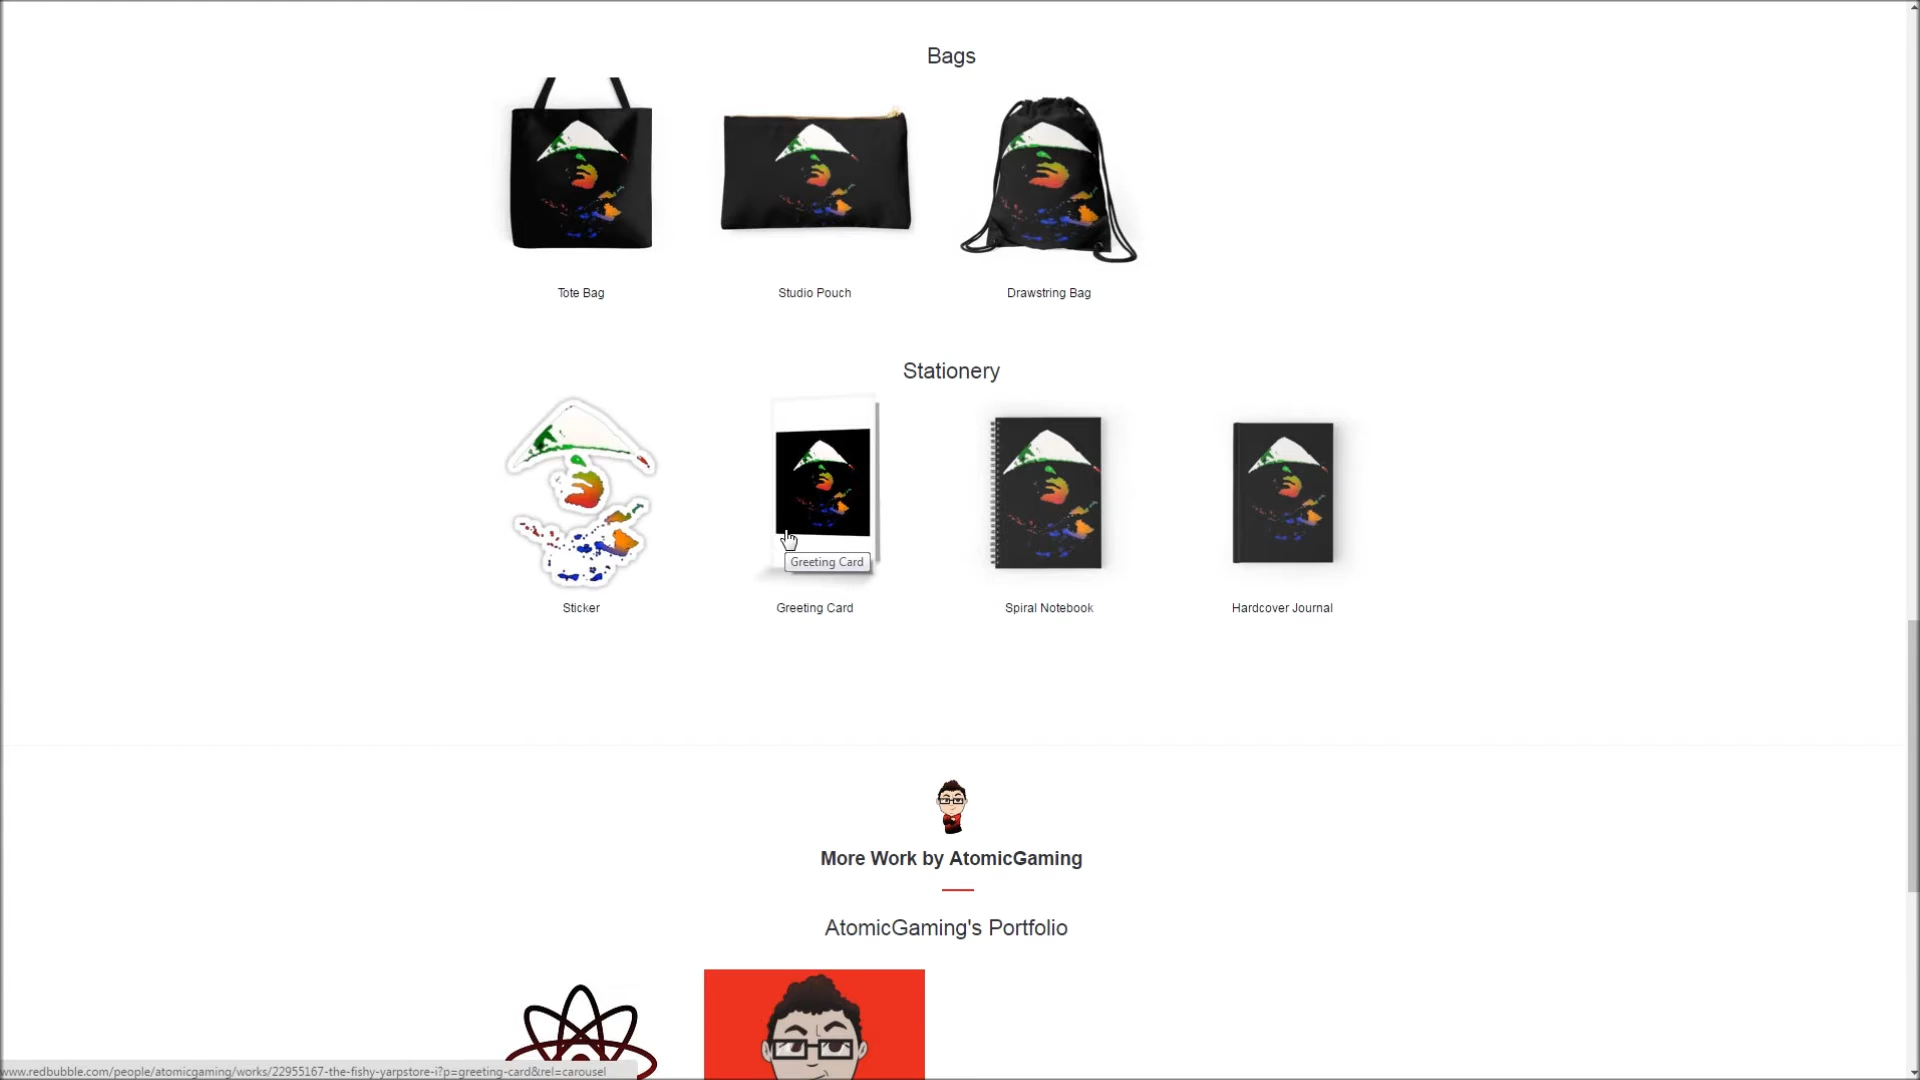 Bags
Tote Bag
Studio Pouch
Drawstring Bag
Stationery
Greeting Card
Sticker
Greeting Card
Spiral Notebook
Hardcover Journal
More Work by AtomicGaming
AtomicGaming's Portfolio
www.redbubble.com/people/atomicgaming/works/22955167-the-fishy-yarpstore-i?p=greeting-card&rel=carousel